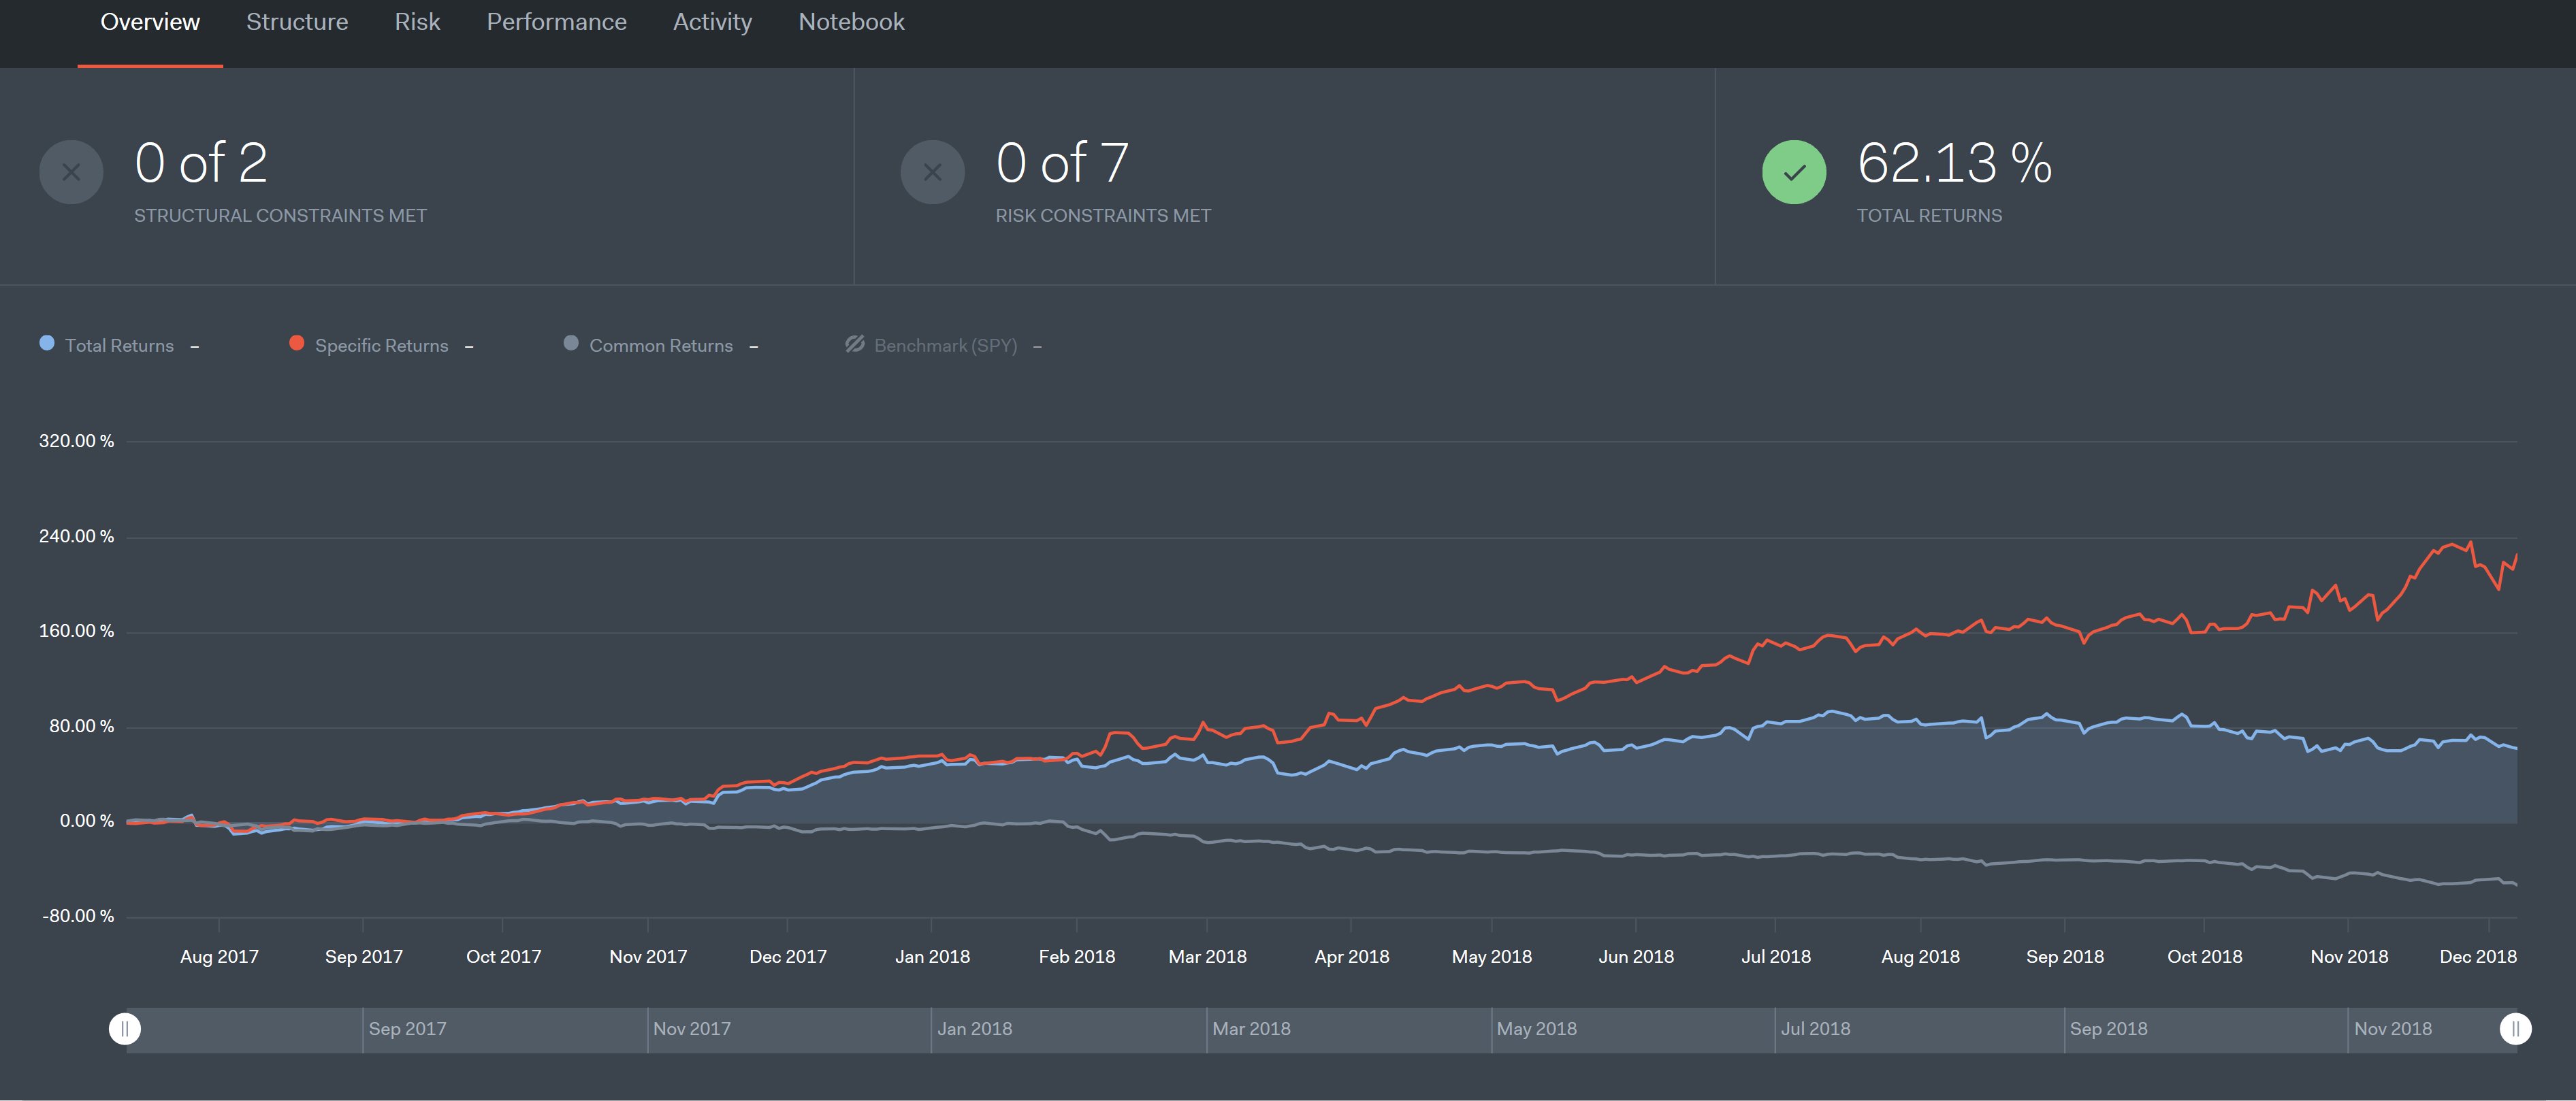 Overview Structure Risk Performance Activity Notebook
0 of 2
STRUCTURAL CONSTRAINTS MET
0 of 7
RISK CONSTRAINTS MET
62.13 %
TOTAL RETURNS
Total Returns – Specific Returns – Common Returns – Benchmark (SPY) –
320.00 %
240.00 %
160.00 %
80.00 %
0.00 %
-80.00 %
Aug 2017 Sep 2017 Oct 2017 Nov 2017 Dec 2017 Jan 2018 Feb 2018 Mar 2018 Apr 2018 May 2018 Jun 2018 Jul 2018 Aug 2018 Sep 2018 Oct 2018 Nov 2018 Dec 2018
Sep 2017 Nov 2017 Jan 2018 Mar 2018 May 2018 Jul 2018 Sep 2018 Nov 2018